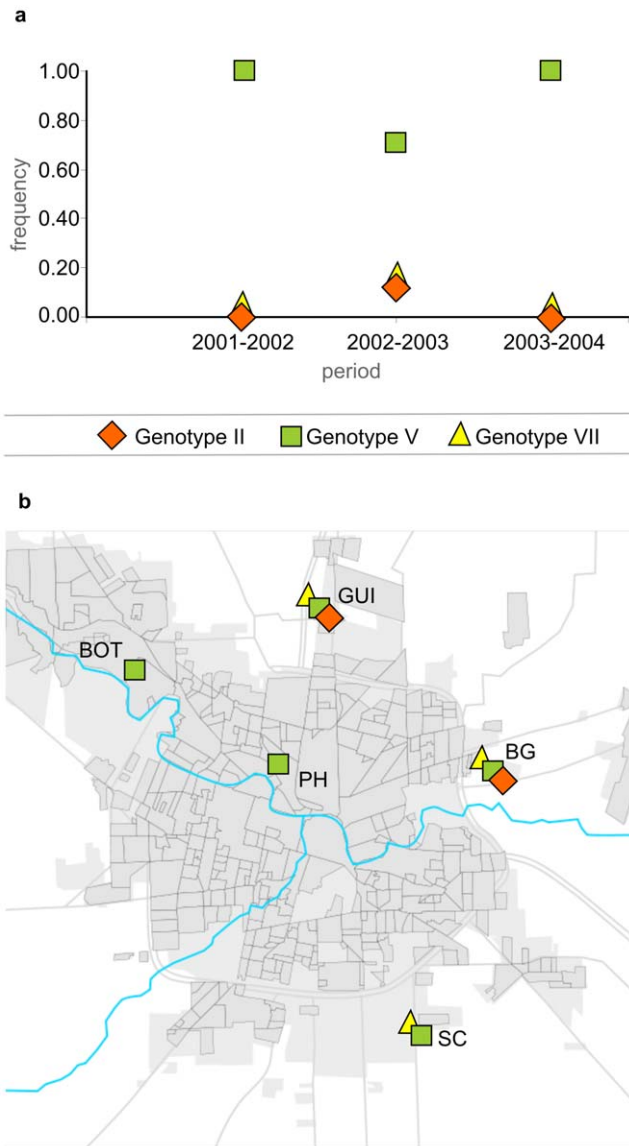 a
1.00
0.80
0.60
0.40
0.20
0.00
frequency
2001-2002 2002-2003 2003-2004
period
Genotype II Genotype V Genotype VII
b
GUI
BOT
BG
PH
SC